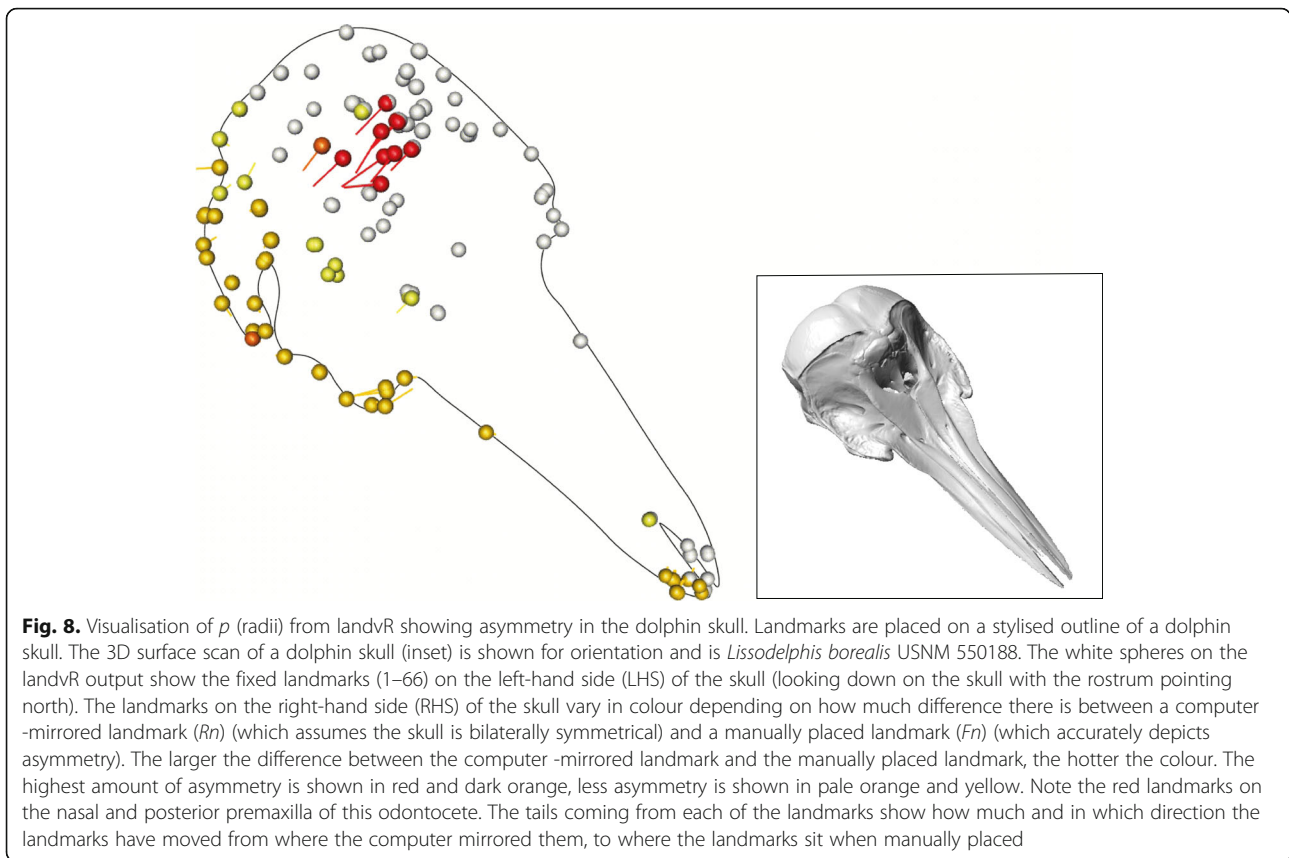 Fig. 8. Visualisation of p (radii) from landvR showing asymmetry in the dolphin skull. Landmarks are placed on a stylised outline of a dolphin
skull. The 3D surface scan of a dolphin skull (inset) is shown for orientation and is Lissodelphis borealis USNM 550188. The white spheres on the
landvR output show the fixed landmarks (1–66) on the left-hand side (LHS) of the skull (looking down on the skull with the rostrum pointing
north). The landmarks on the right-hand side (RHS) of the skull vary in colour depending on how much difference there is between a computer
-mirrored landmark (Rn) (which assumes the skull is bilaterally symmetrical) and a manually placed landmark (Fn) (which accurately depicts
asymmetry). The larger the difference between the computer -mirrored landmark and the manually placed landmark, the hotter the colour. The
highest amount of asymmetry is shown in red and dark orange, less asymmetry is shown in pale orange and yellow. Note the red landmarks on
the nasal and posterior premaxilla of this odontocete. The tails coming from each of the landmarks show how much and in which direction the
landmarks have moved from where the computer mirrored them, to where the landmarks sit when manually placed